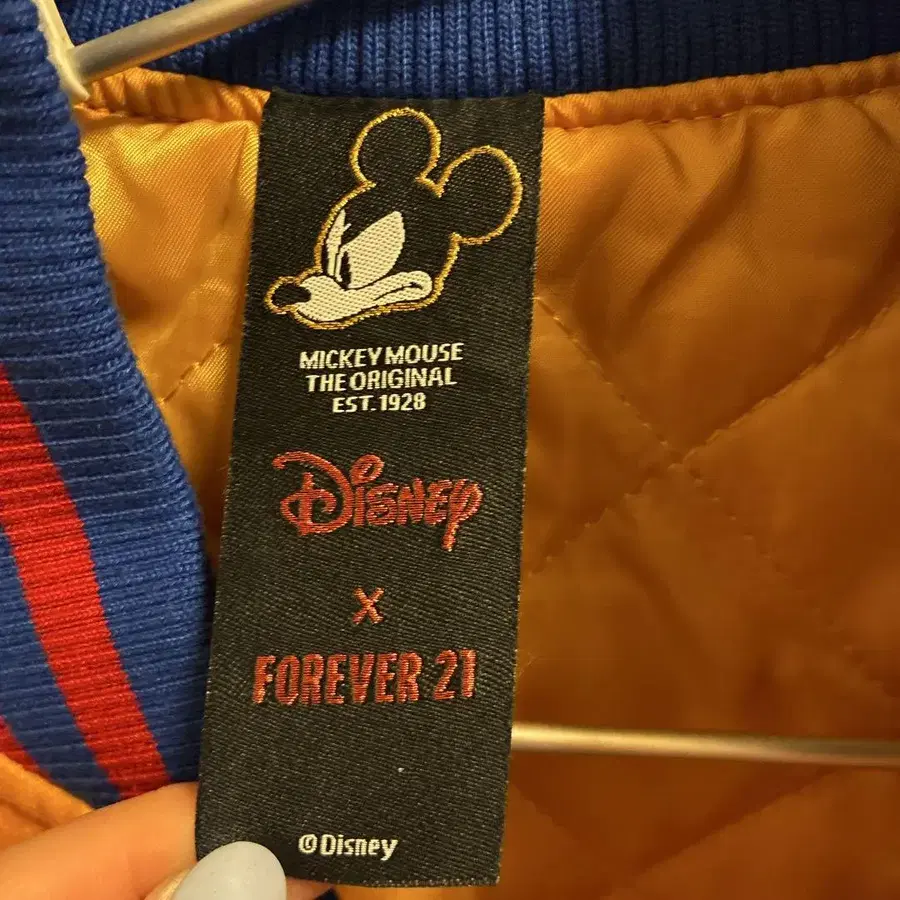 MICKEY MOUSE
THE ORIGINAL
EST. 1928
Disney
X
FOREVER 21
©Disney